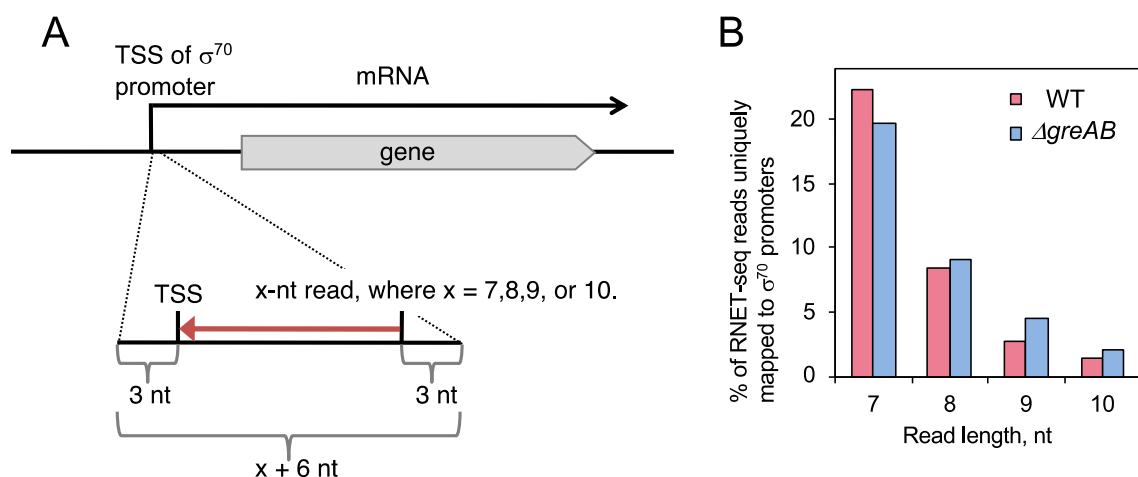 A
TSS of σ70
promoter
mRNA
gene
TSS
x-nt read, where x = 7,8,9, or 10.
3 nt
3 nt
x + 6 nt
B
% of RNET-seq reads uniquely
mapped to σ70 promoters
20
15
10
5
0
WT
ΔgreAB
7 8 9 10
Read length, nt